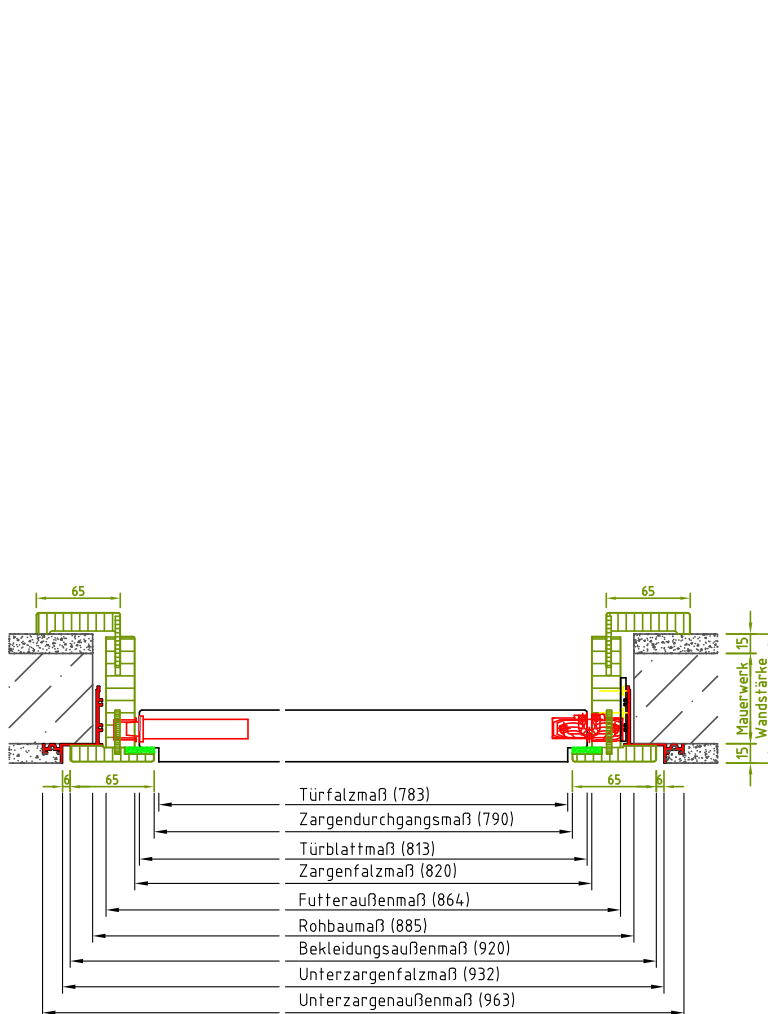 65
65
15
Mauerwerk
Wandstärke
15
6
65
65
6
Türfalzmaß (783)
Zargendurchgangsmaß (790)
Türblattmaß (813)
Zargenfalzmaß (820)
Futteraußenmaß (864)
Rohbaumaß (885)
Bekleidungsaußenmaß (920)
Unterzargenfalzmaß (932)
Unterzargenaußenmaß (963)